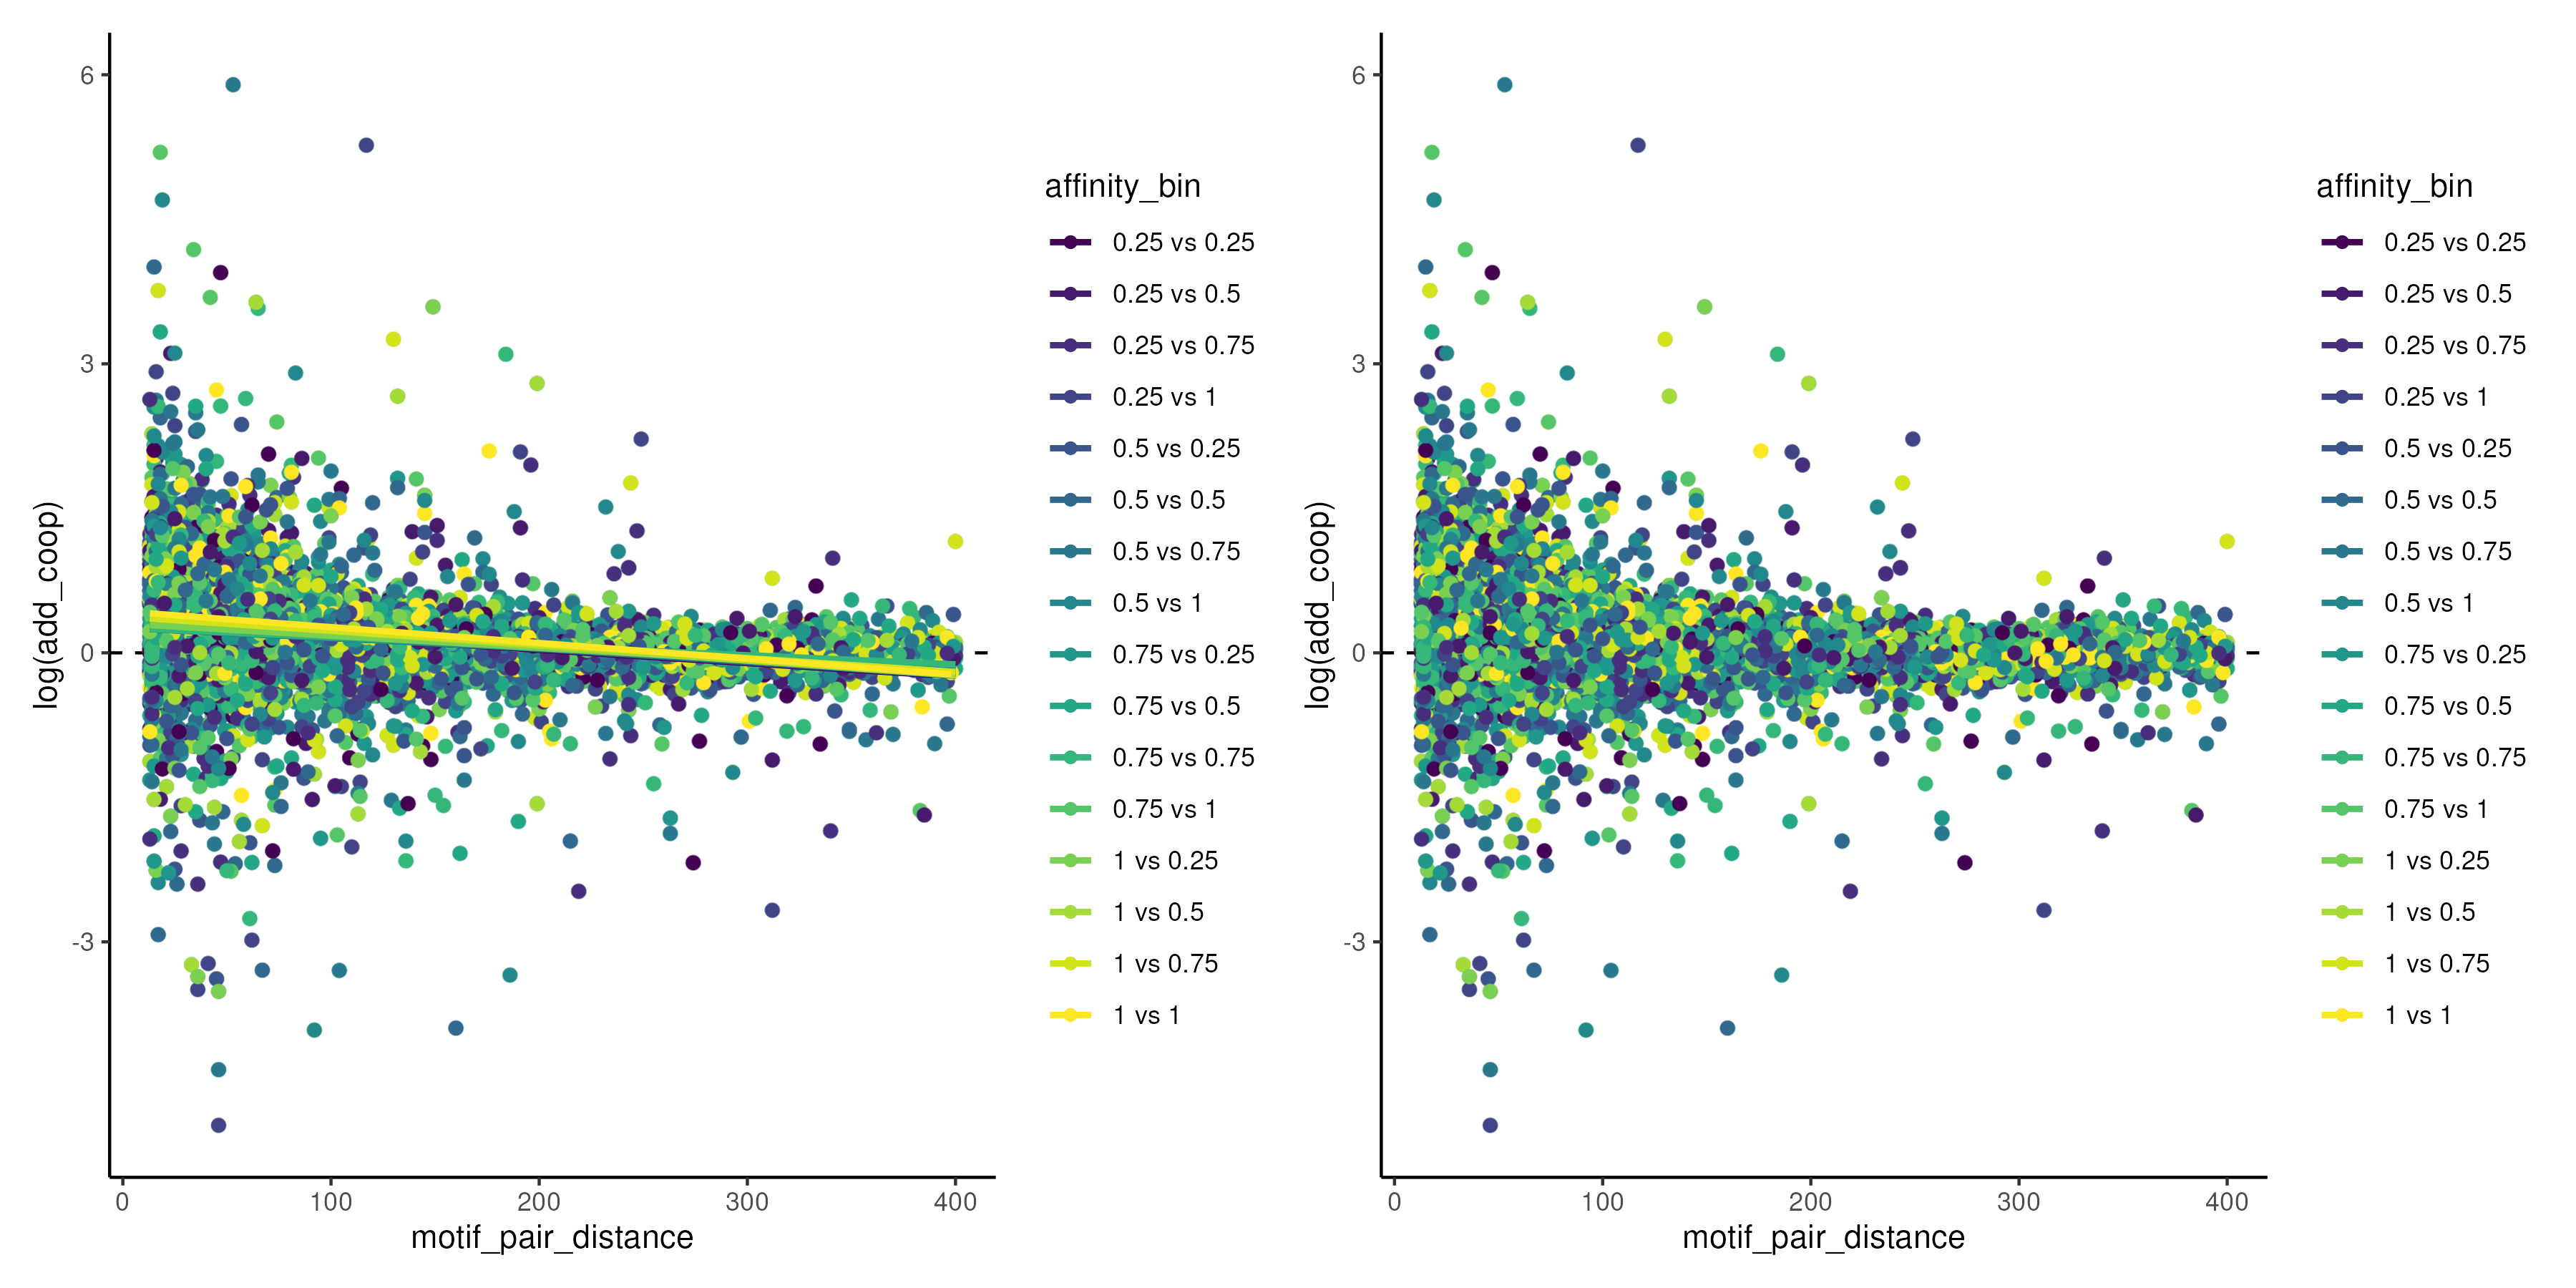 6
3
0
-3
log(add_coop)
0
100
200
300
400
motif_pair_distance
affinity_bin
0.25 vs 0.25
0.25 vs 0.5
0.25 vs 0.75
0.25 vs 1
0.5 vs 0.25
0.5 vs 0.5
0.5 vs 0.75
0.5 vs 1
0.75 vs 0.25
0.75 vs 0.5
0.75 vs 0.75
0.75 vs 1
1 vs 0.25
1 vs 0.5
1 vs 0.75
1 vs 1
6
3
0
-3
log(add_coop)
0
100
200
300
400
motif_pair_distance
affinity_bin
0.25 vs 0.25
0.25 vs 0.5
0.25 vs 0.75
0.25 vs 1
0.5 vs 0.25
0.5 vs 0.5
0.5 vs 0.75
0.5 vs 1
0.75 vs 0.25
0.75 vs 0.5
0.75 vs 0.75
0.75 vs 1
1 vs 0.25
1 vs 0.5
1 vs 0.75
1 vs 1